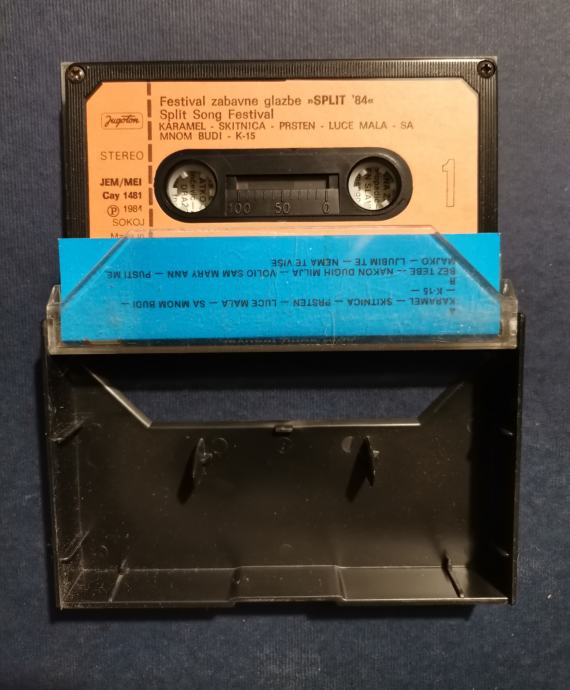 Festival zabavne glazbe »SPLIT '84«
Split Song Festival
KARAMEL - SKITNICA - PRSTEN - LUCE MALA - SA
MNOM BUDI - K-15
Jugoton
STEREO
1
JEM/MEI
Cay 1481
Ⓟ 1984
SOKOJ
100 50 0
A
KARAMEL — SKITNICA — PRSTEN — LUCE MALA — SA MNOM BUDI —
— K-15 —
B
BEZ TEBE — NAKON DUGIH MILJA — VOLIO SAM MARY ANN — PUSTI ME
MAJKO — LJUBIM TE — NEMA TE VIŠE